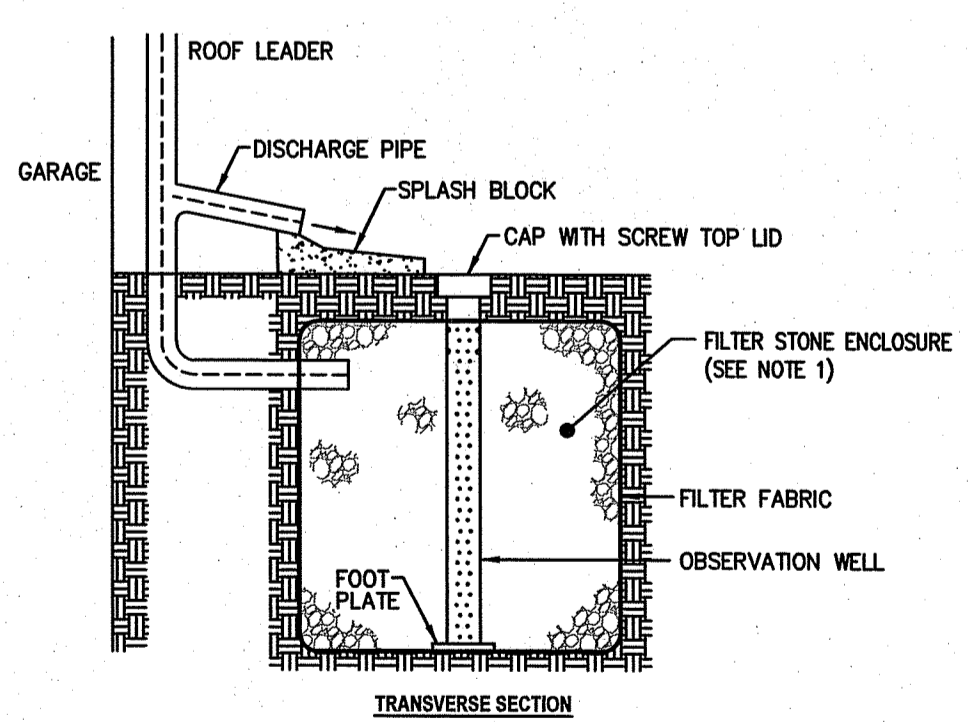 ROOF LEADER
DISCHARGE PIPE
GARAGE
SPLASH BLOCK
CAP WITH SCREW TOP LID
FILTER STONE ENCLOSURE
(SEE NOTE 1)
FILTER FABRIC
OBSERVATION WELL
FOOT
PLATE
TRANSVERSE SECTION